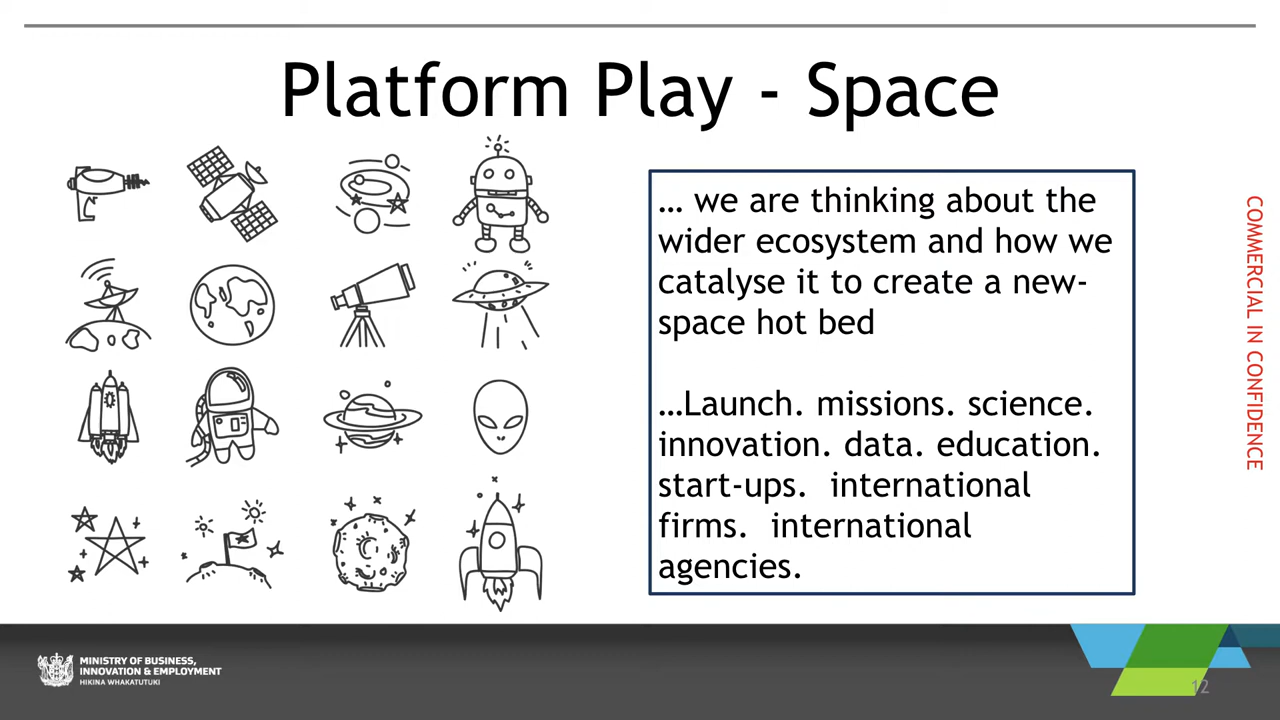 Platform Play - Space
… we are thinking about the
wider ecosystem and how we
catalyse it to create a new-
space hot bed
…Launch. missions. science.
innovation. data. education.
start-ups.  international
firms.  international
agencies.
COMMERCIAL IN CONFIDENCE
MINISTRY OF BUSINESS,
INNOVATION & EMPLOYMENT
HIKINA WHAKATUTUKI
12